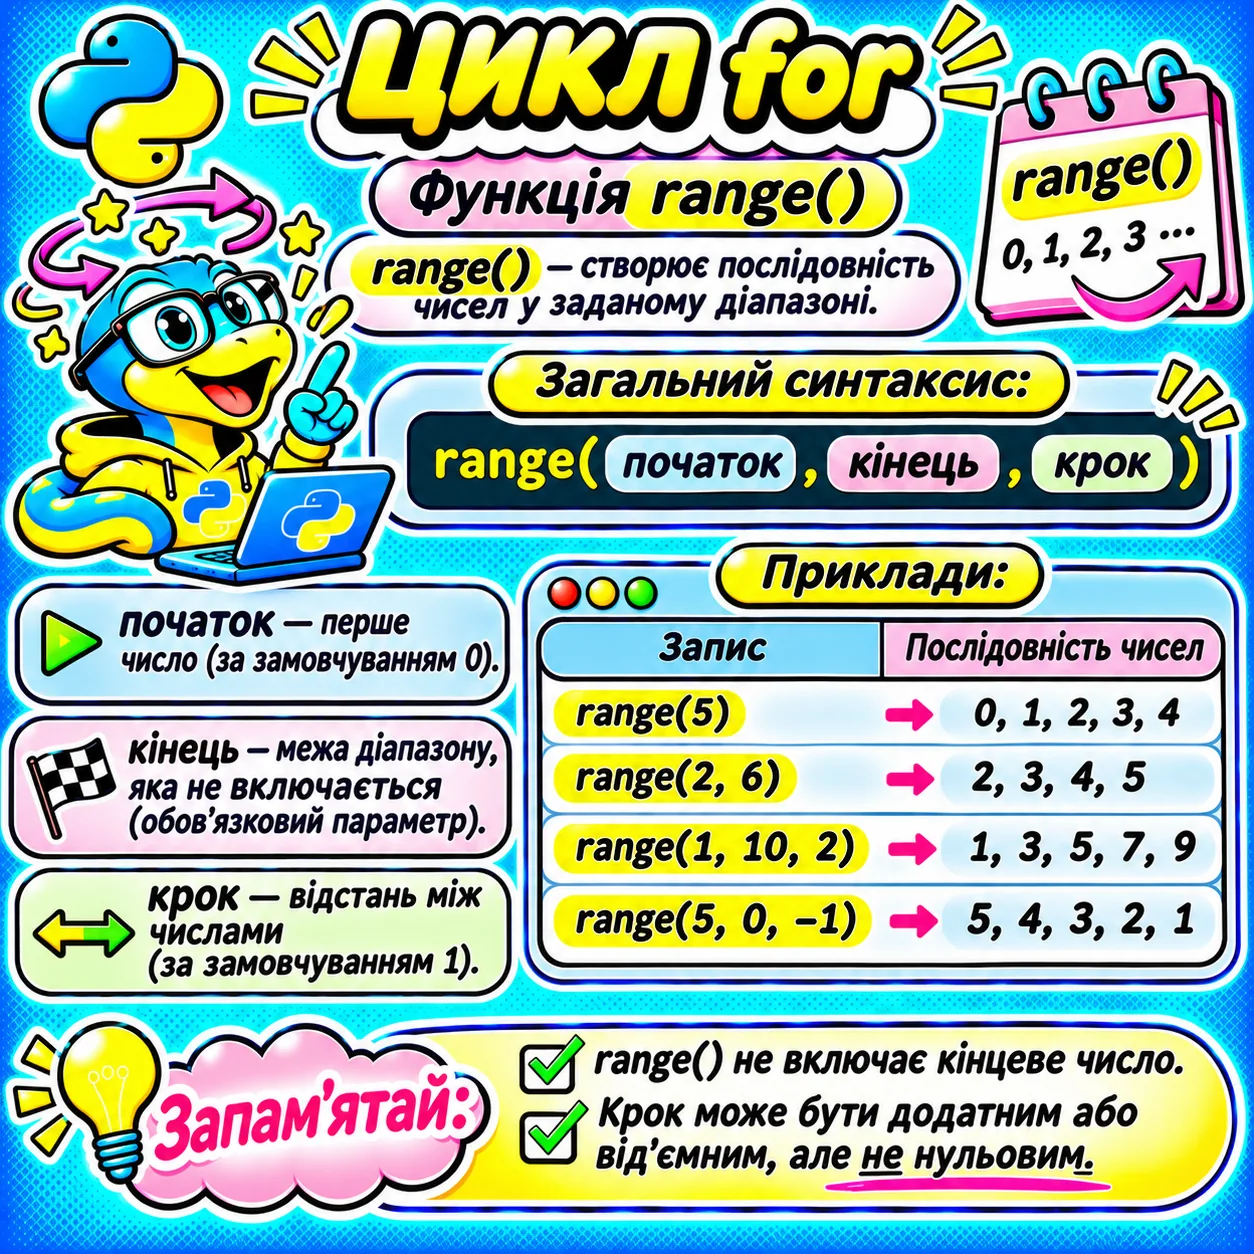 Цикл for
Функція range()
range() – створює послідовність
чисел у заданому діапазоні.
range()
0, 1, 2, 3 ...
Загальний синтаксис:
range( початок , кінець , крок )
початок – перше
число (за замовчуванням 0).
кінець – межа діапазону,
яка не включається
(обов'язковий параметр).
крок – відстань між
числами
(за замовчуванням 1).
Приклади:
Запис Послідовність чисел
range(5) → 0, 1, 2, 3, 4
range(2, 6) → 2, 3, 4, 5
range(1, 10, 2) → 1, 3, 5, 7, 9
range(5, 0, –1) → 5, 4, 3, 2, 1
Запам'ятай:
range() не включає кінцеве число.
Крок може бути додатним або
від'ємним, але не нульовим.